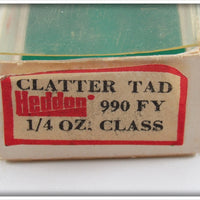 CLATTER TAD
Heddon 990 FY
1/4 OZ. CLASS